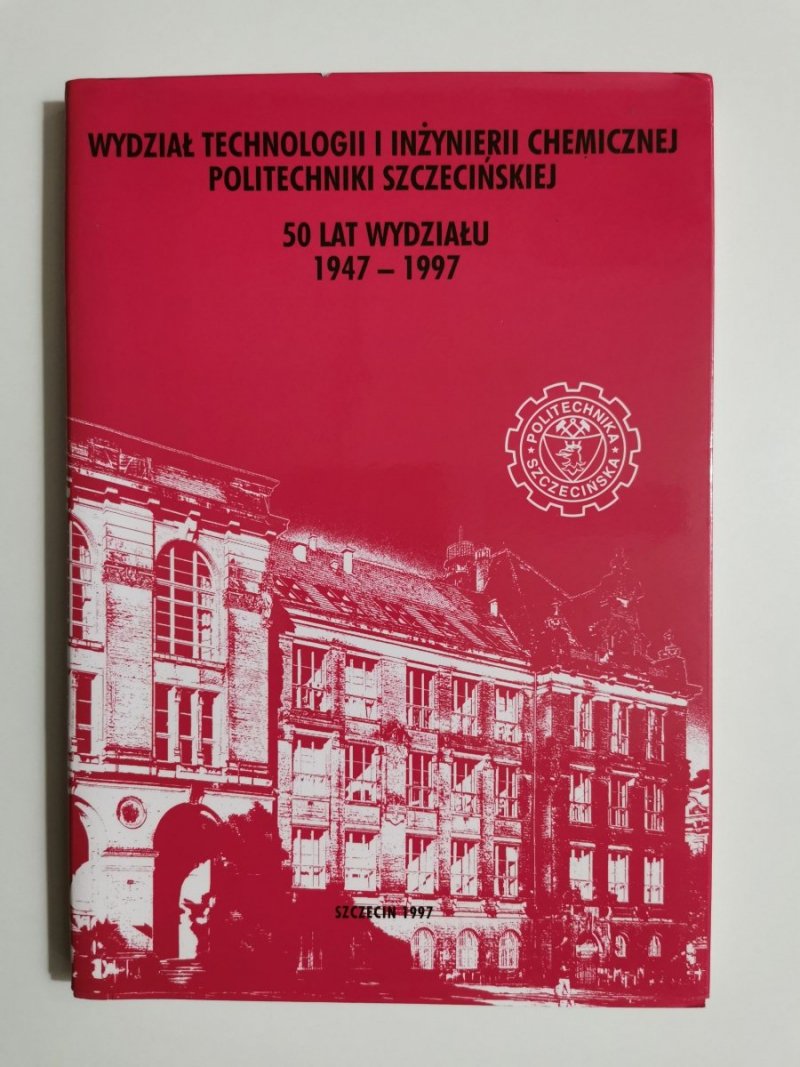 WYDZIAŁ TECHNOLOGII I INŻYNIERII CHEMICZNEJ
POLITECHNIKI SZCZECIŃSKIEJ
50 LAT WYDZIAŁU
1947 – 1997
POLITECHNIKA
SZCZECIŃSKA
SZCZECIN 1997